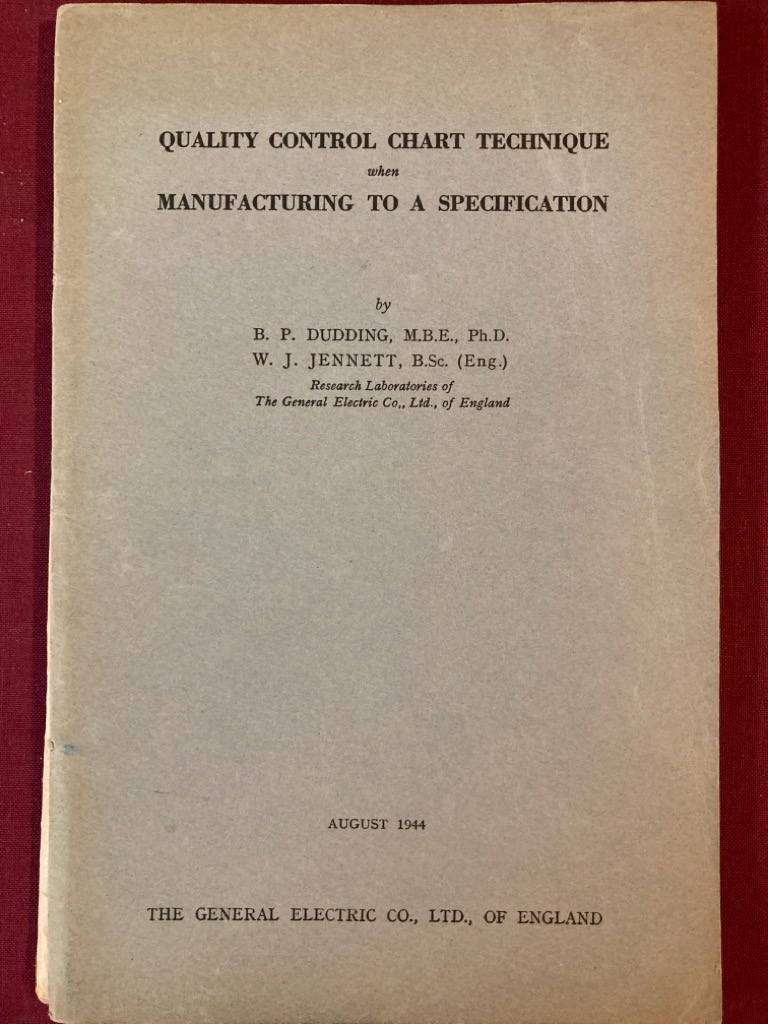 QUALITY CONTROL CHART TECHNIQUE
when
MANUFACTURING TO A SPECIFICATION
by
B. P. DUDDING, M.B.E., Ph.D.
W. J. JENNETT, B.Sc. (Eng.)
Research Laboratories of
The General Electric Co,, Ltd., of England
AUGUST 1944
THE GENERAL ELECTRIC CO., LTD., OF ENGLAND